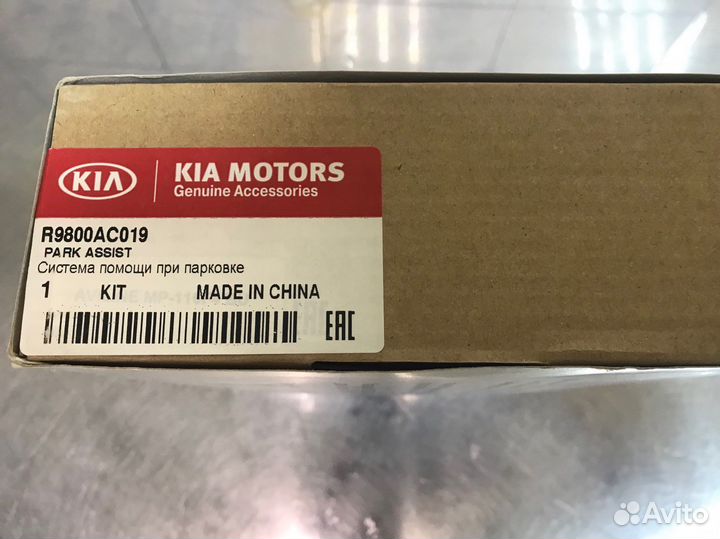 KIA
KIA MOTORS
Genuine Accessories
R9800AC019
PARK ASSIST
Система помощи при парковке
1 KIT MADE IN CHINA
EAC
Avito